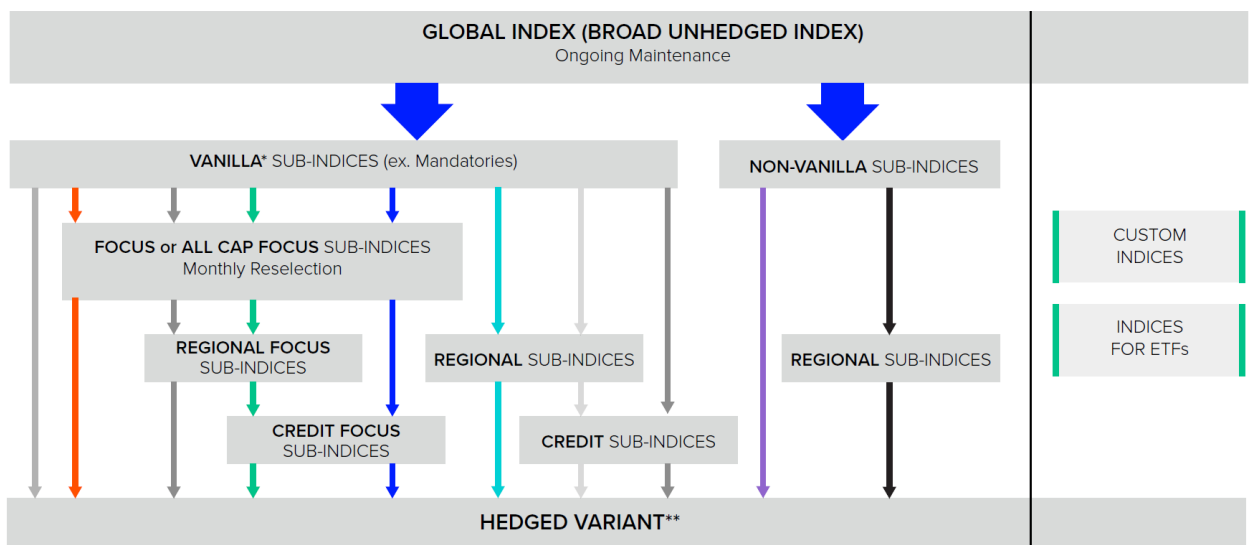 GLOBAL INDEX (BROAD UNHEDGED INDEX)
Ongoing Maintenance
VANILLA* SUB-INDICES (ex. Mandatories)
NON-VANILLA SUB-INDICES
FOCUS or ALL CAP FOCUS SUB-INDICES
Monthly Reselection
CUSTOM
INDICES
REGIONAL FOCUS
SUB-INDICES
REGIONAL SUB-INDICES
REGIONAL SUB-INDICES
INDICES
FOR ETFs
CREDIT FOCUS
SUB-INDICES
CREDIT SUB-INDICES
HEDGED VARIANT**